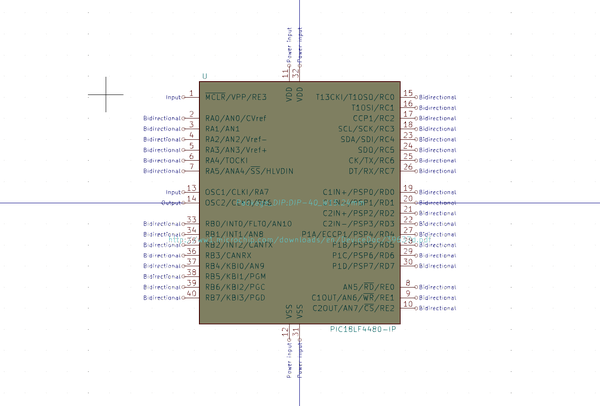 Power Input
Power Input
11
32
U
VDD
VDD
Input 1 MCLR/VPP/RE3
T13CKI/T1OSO/RC0 15 Bidirectional
T1OSI/RC1 16 Bidirectional
Bidirectional 2 RA0/AN0/CVref
CCP1/RC2 17 Bidirectional
Bidirectional 3 RA1/AN1
SCL/SCK/RC3 18 Bidirectional
Bidirectional 4 RA2/AN2/Vref-
SDA/SDI/RC4 23 Bidirectional
Bidirectional 5 RA3/AN3/Vref+
SDO/RC5 24 Bidirectional
Bidirectional 6 RA4/TOCKI
CK/TX/RC6 25 Bidirectional
Bidirectional 7 RA5/ANA4/SS/HLVDIN
DT/RX/RC7 26 Bidirectional
Input 13 OSC1/CLKI/RA7
C1IN+/PSP0/RD0 19 Bidirectional
Output 14 OSC2/CLKO/RA6
C1IN-/PSP1/RD1 20 Bidirectional
C2IN+/PSP2/RD2 21 Bidirectional
Bidirectional 33 RB0/INT0/FLT0/AN10
C2IN-/PSP3/RD3 22 Bidirectional
Bidirectional 34 RB1/INT1/AN8
P1A/ECCP1/PSP4/RD4 27 Bidirectional
Bidirectional 35 RB2/INT2/CANTX
P1B/PSP5/RD5 28 Bidirectional
Bidirectional 36 RB3/CANRX
P1C/PSP6/RD6 29 Bidirectional
Bidirectional 37 RB4/KBI0/AN9
P1D/PSP7/RD7 30 Bidirectional
Bidirectional 38 RB5/KBI1/PGM
Bidirectional 39 RB6/KBI2/PGC
AN5/RD/RE0 8 Bidirectional
Bidirectional 40 RB7/KBI3/PGD
C1OUT/AN6/WR/RE1 9 Bidirectional
C2OUT/AN7/CS/RE2 10 Bidirectional
VSS
VSS
12
31
PIC18LF4480-IP
Power Input
Power Input